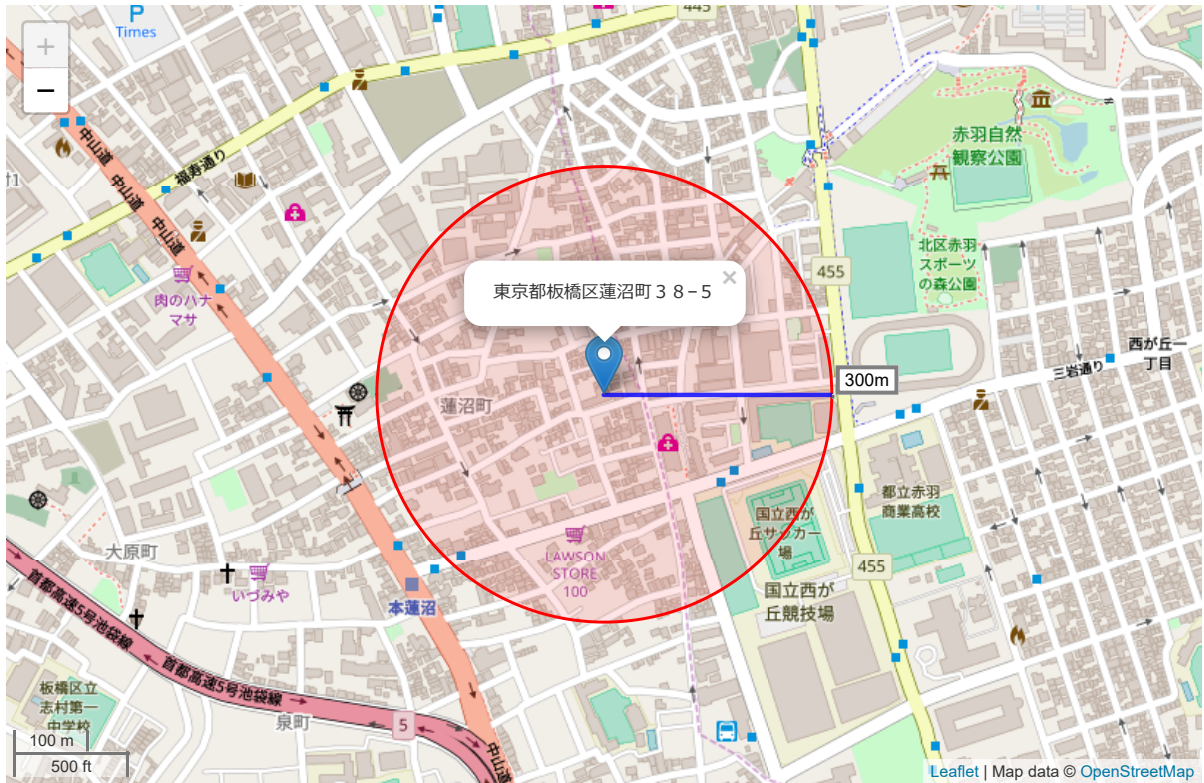 445
P
Times
+
−
中山道
中山道
中山道
福寿通り
赤羽自然
観察公園
肉のハナ
マサ
455
北区赤羽
スポーツ
の森公園
×
東京都板橋区蓮沼町３８−５
西が丘一
丁目
三岩通り
300m
蓮沼町
都立赤羽
商業高校
国立西が
丘サッカー
場
大原町
LAWSON
STORE
100
455
いづみや
本蓮沼
国立西が
丘競技場
首都高速5号池袋線
首都高速5号池袋線
板橋区立
志村第一
中学校
泉町
5
中山道
100 m
500 ft
Leaflet | Map data © OpenStreetMap